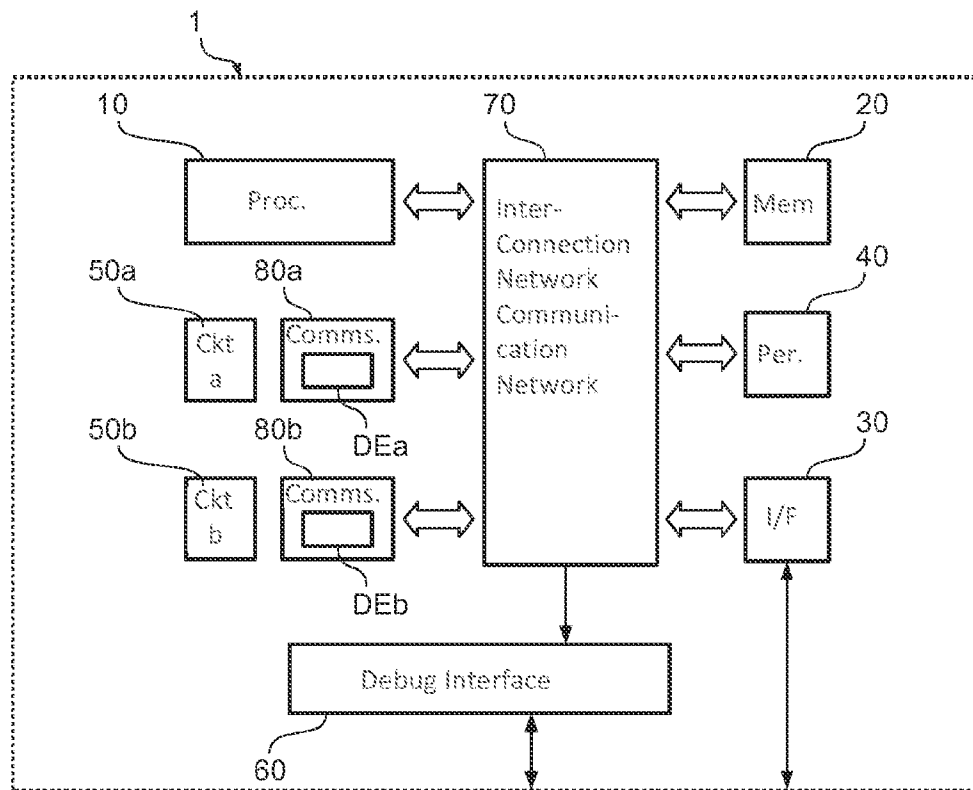 1
10
70
20
Proc.
Inter-
Connection
Network
Communi-
cation
Network
Mem
50a
80a
40
Ckt
a
Comms.
Per.
DEa
50b
80b
30
Ckt
b
Comms.
I/F
DEb
Debug Interface
60